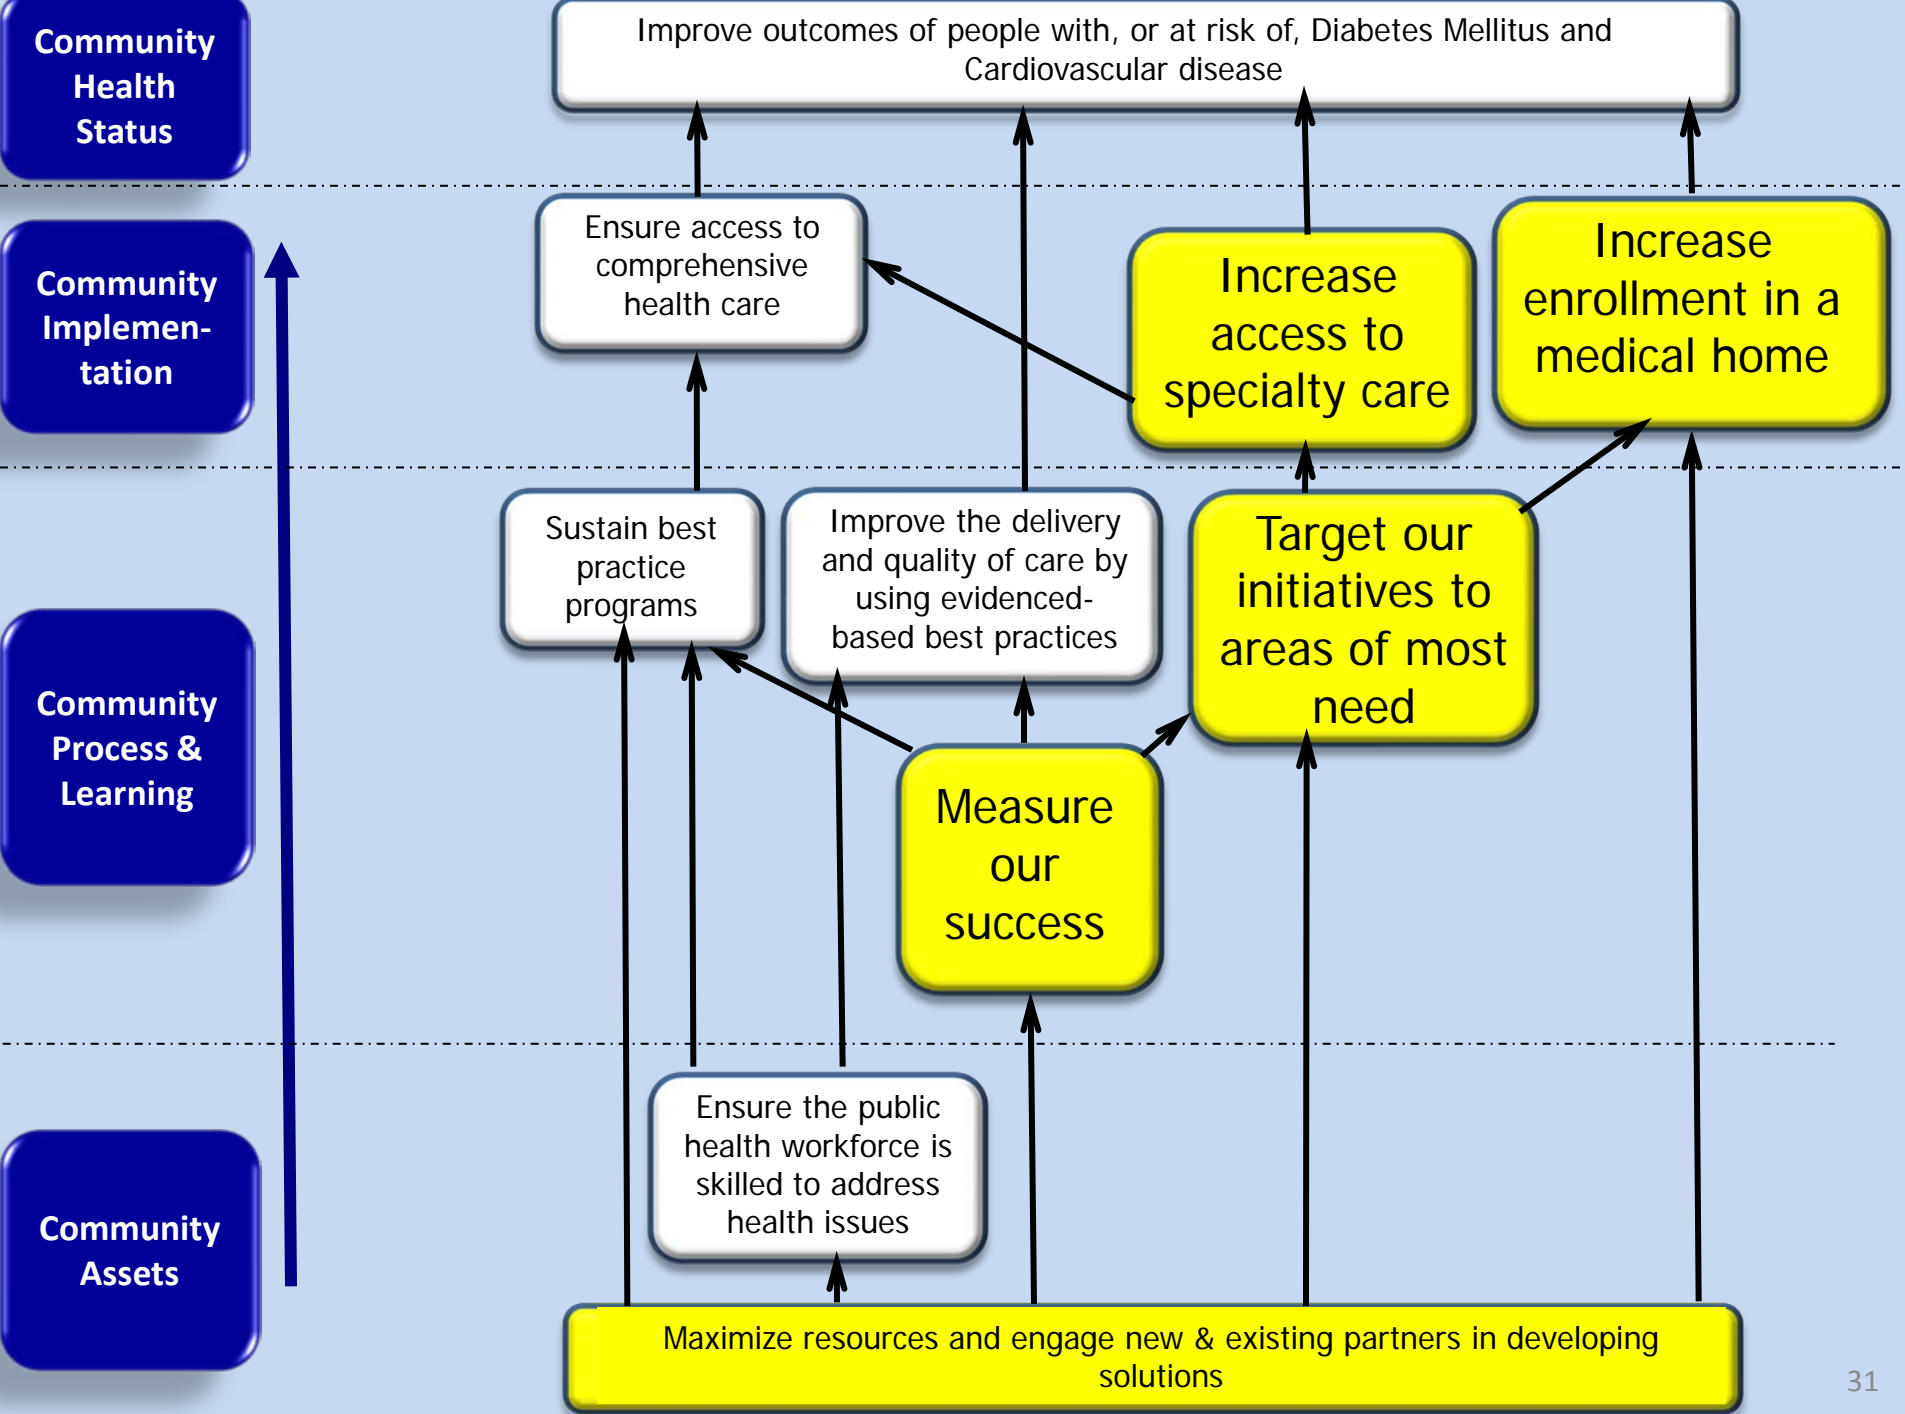 Community
Health
Status
Improve outcomes of people with, or at risk of, Diabetes Mellitus and
Cardiovascular disease
Community
Implemen-
tation
Ensure access to
comprehensive
health care
Increase
access to
specialty care
Increase
enrollment in a
medical home
Community
Process &
Learning
Sustain best
practice
programs
Improve the delivery
and quality of care by
using evidenced-
based best practices
Target our
initiatives to
areas of most
need
Measure
our
success
Community
Assets
Ensure the public
health workforce is
skilled to address
health issues
Maximize resources and engage new & existing partners in developing
solutions
31